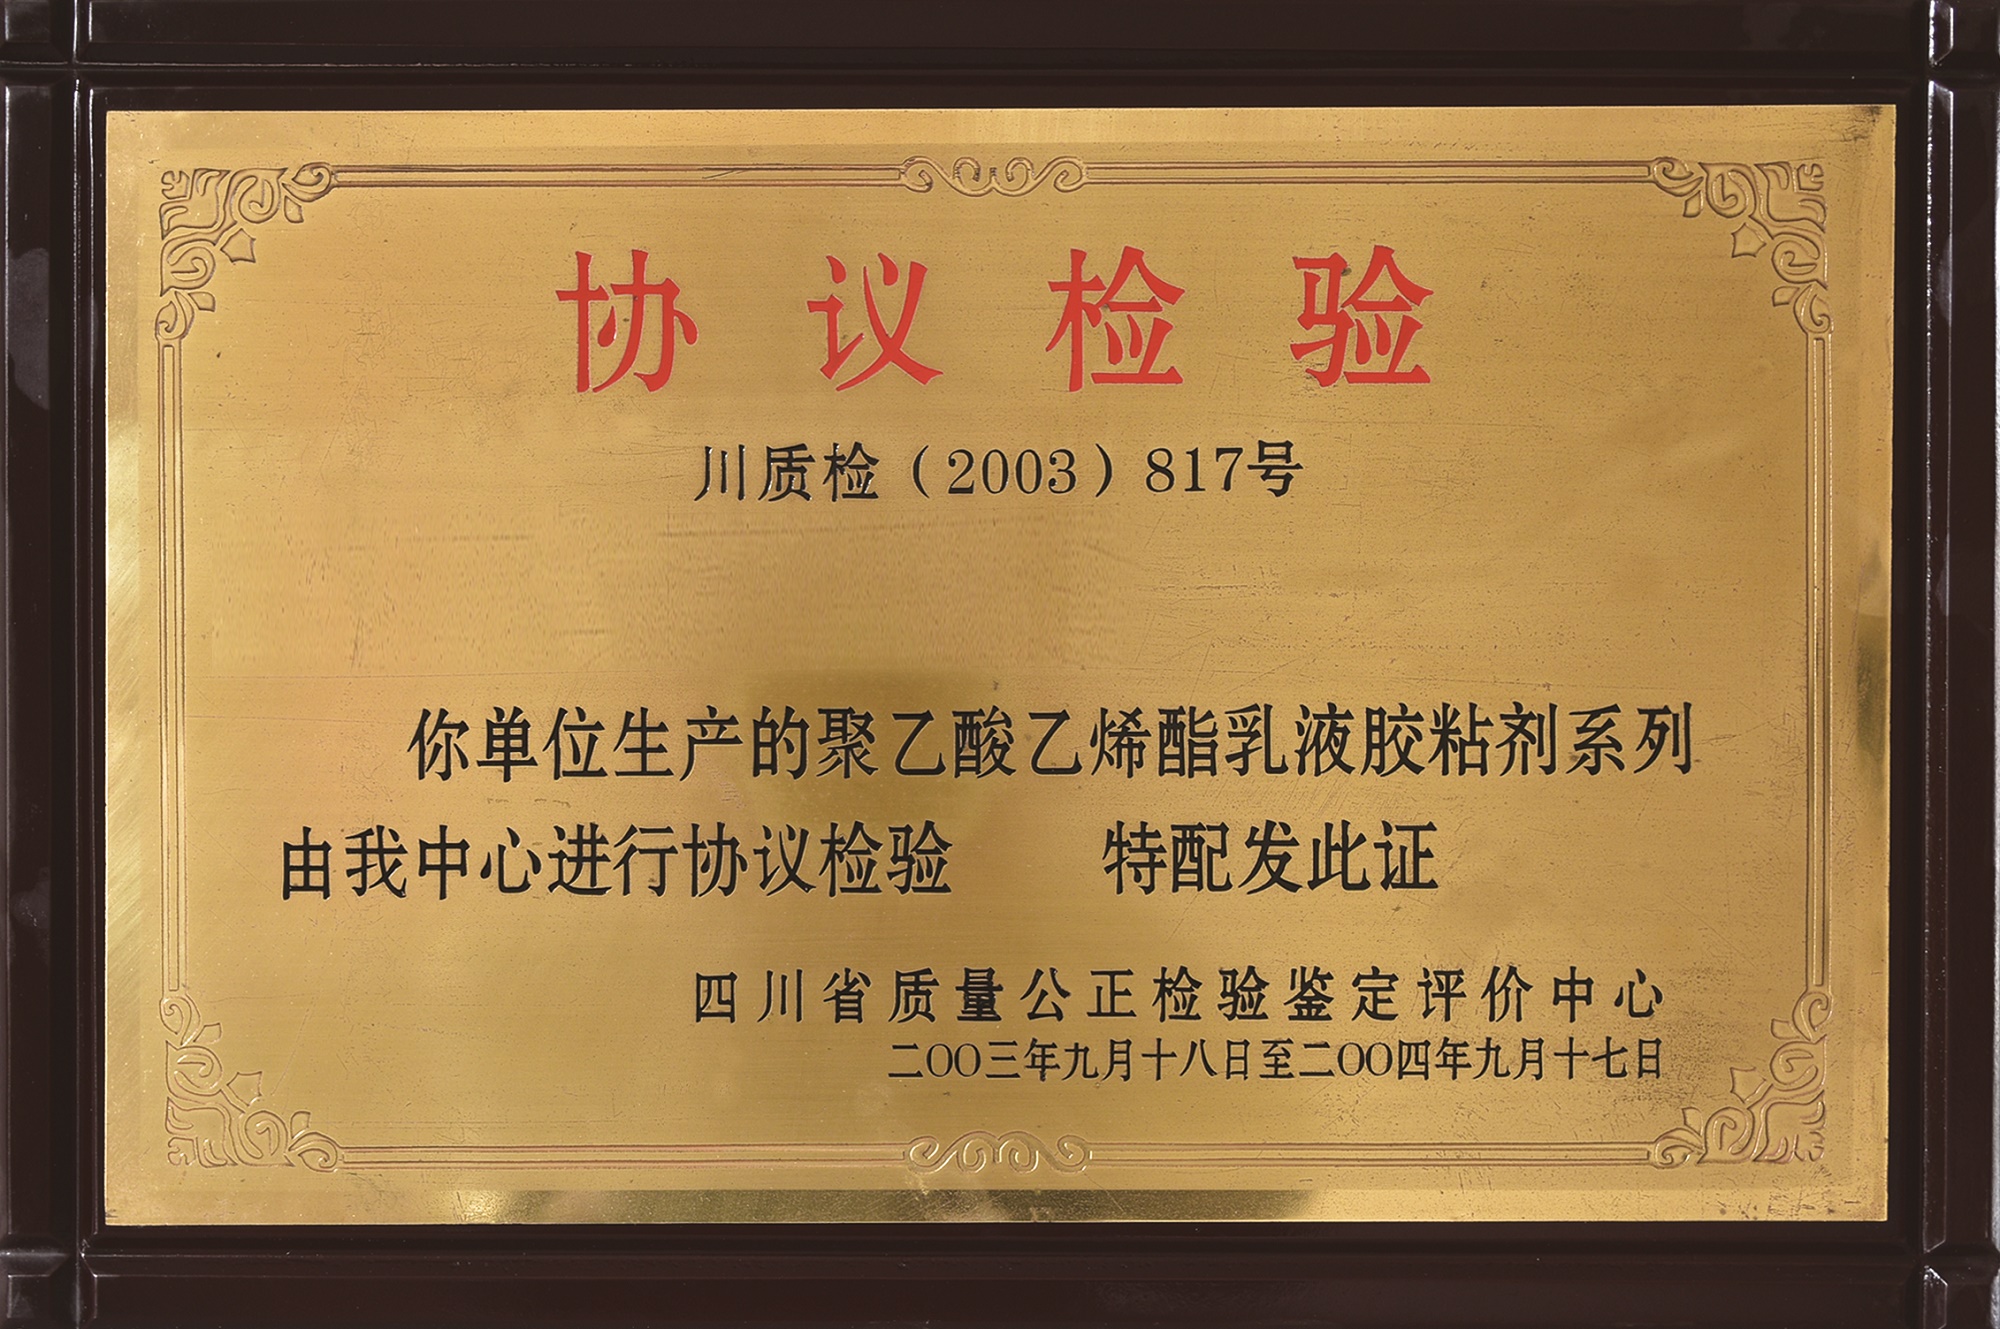 协议检验
川质检（2003）817号
你单位生产的聚乙酸乙烯酯乳液胶粘剂系列
由我中心进行协议检验 特配发此证
四川省质量公正检验鉴定评价中心
二〇〇三年九月十八日至二〇〇四年九月十七日